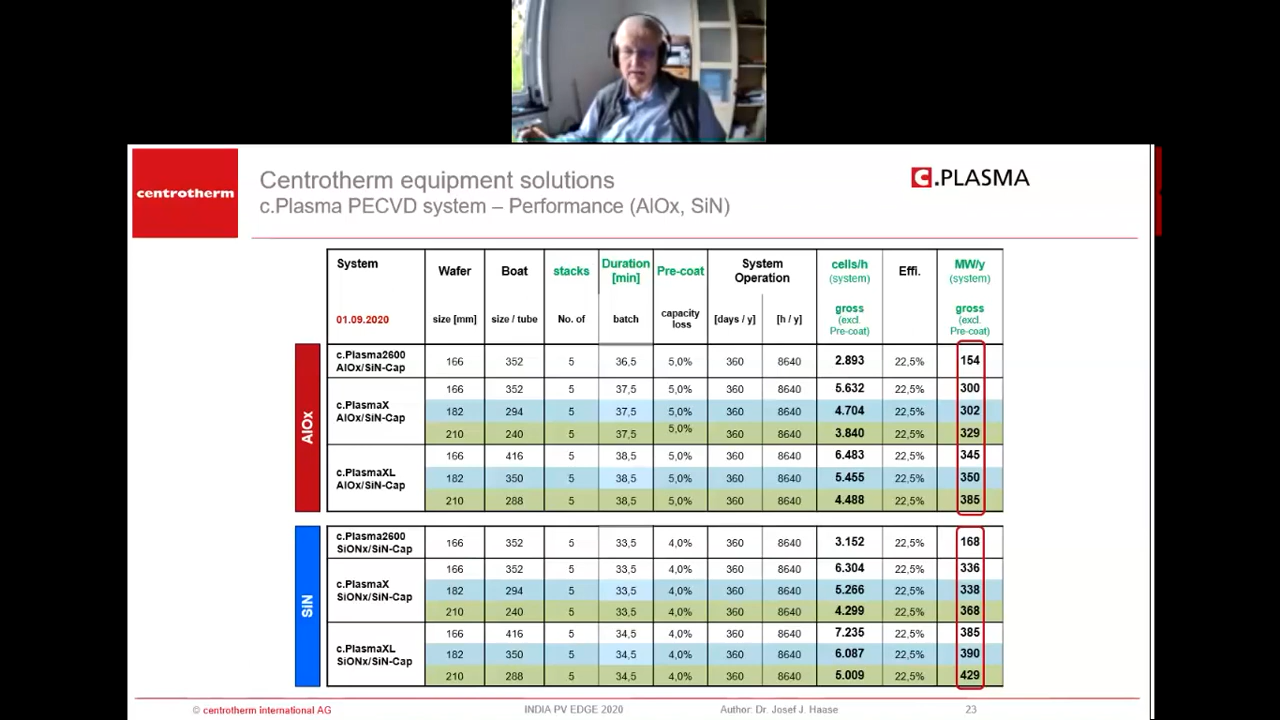 centrotherm
Centrotherm equipment solutions
c.Plasma PECVD system – Performance (AlOx, SiN)
C.PLASMA
System Wafer Boat stacks Duration [min] Pre-coat System Operation cells/h (system) Effi. MW/y (system)
01.09.2020 size [mm] size / tube No. of batch capacity loss [days / y] [h / y] gross (excl. Pre-coat) gross (excl. Pre-coat)
AlOx
c.Plasma2600 AlOx/SiN-Cap 166 352 5 36,5 5,0% 360 8640 2.893 22,5% 154
c.PlasmaX AlOx/SiN-Cap
166 352 5 37,5 5,0% 360 8640 5.632 22,5% 300
182 294 5 37,5 5,0% 360 8640 4.704 22,5% 302
210 240 5 37,5 5,0% 360 8640 3.840 22,5% 329
c.PlasmaXL AlOx/SiN-Cap
166 416 5 38,5 5,0% 360 8640 6.483 22,5% 345
182 350 5 38,5 5,0% 360 8640 5.455 22,5% 350
210 288 5 38,5 5,0% 360 8640 4.488 22,5% 385
SiN
c.Plasma2600 SiONx/SiN-Cap 166 352 5 33,5 4,0% 360 8640 3.152 22,5% 168
c.PlasmaX SiONx/SiN-Cap
166 352 5 33,5 4,0% 360 8640 6.304 22,5% 336
182 294 5 33,5 4,0% 360 8640 5.266 22,5% 338
210 240 5 33,5 4,0% 360 8640 4.299 22,5% 368
c.PlasmaXL SiONx/SiN-Cap
166 416 5 34,5 4,0% 360 8640 7.235 22,5% 385
182 350 5 34,5 4,0% 360 8640 6.087 22,5% 390
210 288 5 34,5 4,0% 360 8640 5.009 22,5% 429
© centrotherm international AG INDIA PV EDGE 2020 Author: Dr. Josef J. Haase 23